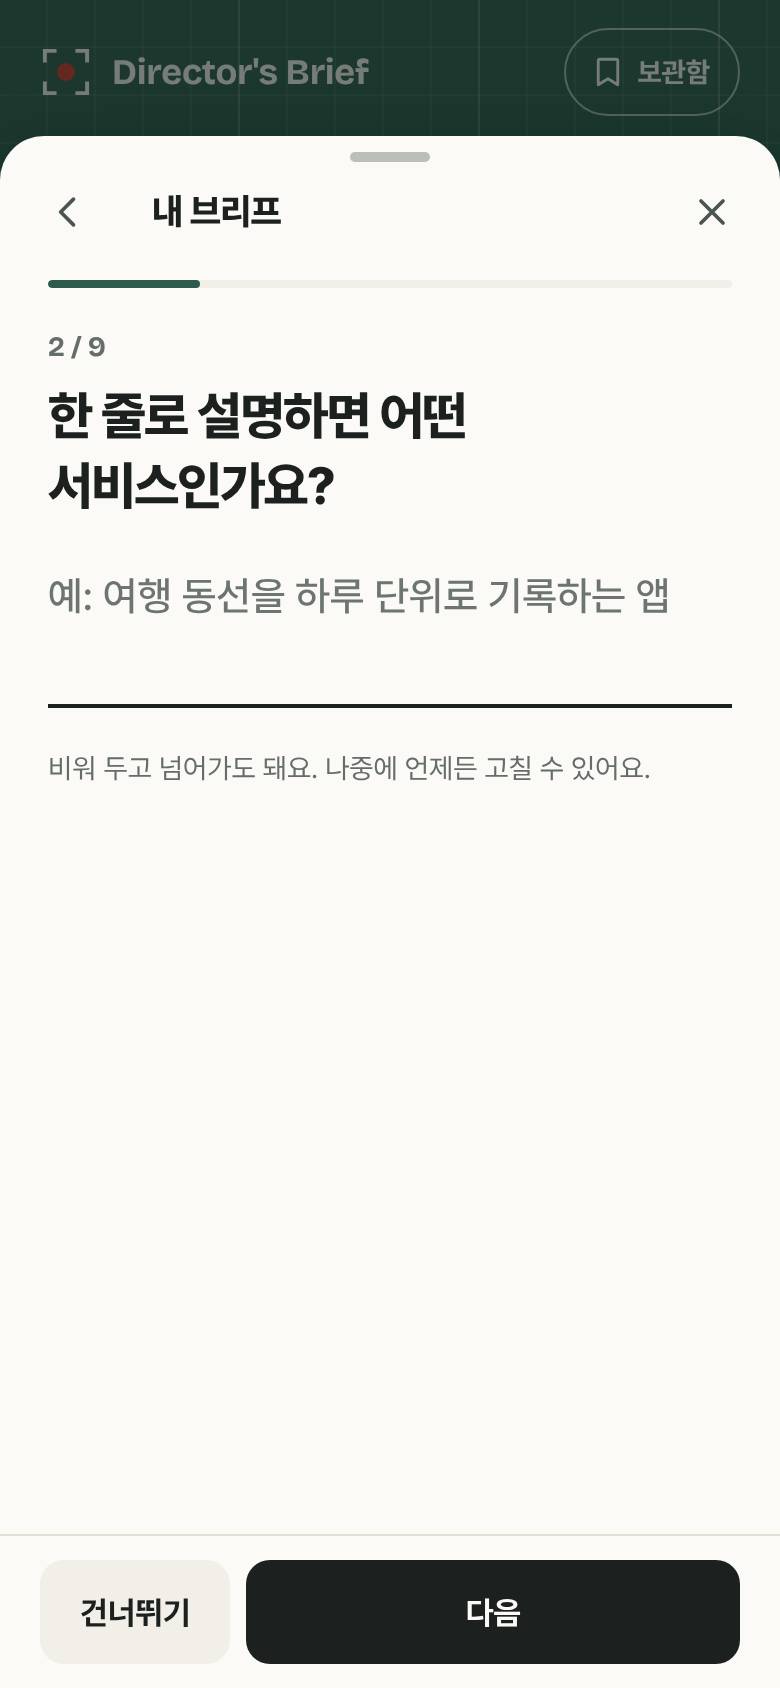 Director's Brief
보관함
내 브리프
2 / 9
한 줄로 설명하면 어떤
서비스인가요?
예: 여행 동선을 하루 단위로 기록하는 앱
비워 두고 넘어가도 돼요. 나중에 언제든 고칠 수 있어요.
건너뛰기
다음